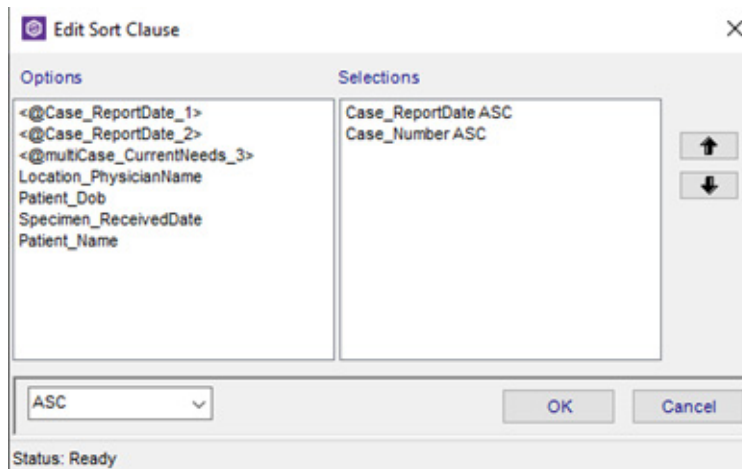 Edit Sort Clause
Options
Selections
<@Case_ReportDate_1>
<@Case_ReportDate_2>
<@multiCase_CurrentNeeds_3>
Location_PhysicianName
Patient_Dob
Specimen_ReceivedDate
Patient_Name
Case_ReportDate ASC
Case_Number ASC
ASC
OK
Cancel
Status: Ready